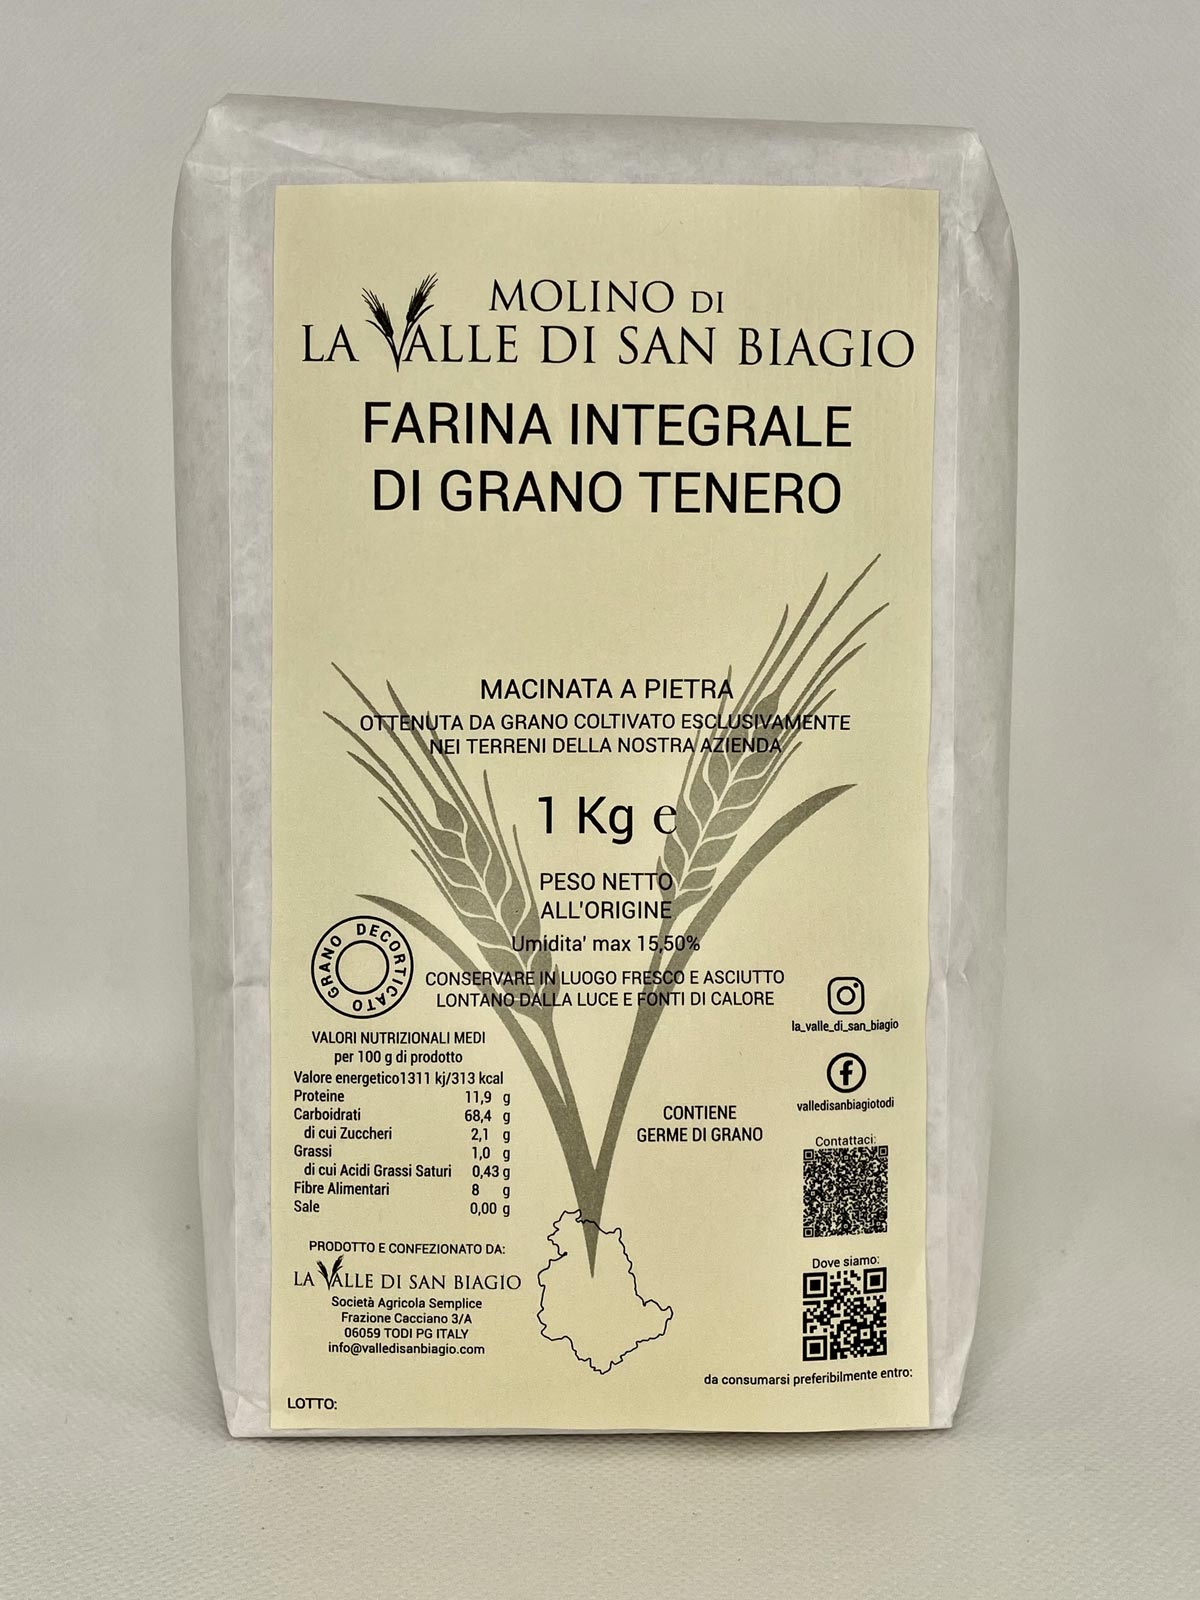 MOLINO DI
LA VALLE DI SAN BIAGIO
FARINA INTEGRALE
DI GRANO TENERO
MACINATA A PIETRA
OTTENUTA DA GRANO COLTIVATO ESCLUSIVAMENTE
NEI TERRENI DELLA NOSTRA AZIENDA
1 Kg e
PESO NETTO
ALL'ORIGINE
Umidita' max 15,50%
CONSERVARE IN LUOGO FRESCO E ASCIUTTO
LONTANO DALLA LUCE E FONTI DI CALORE
GRANO DECORTICATO
VALORI NUTRIZIONALI MEDI
per 100 g di prodotto
Valore energetico1311 kj/313 kcal
Proteine 11,9 g
Carboidrati 68,4 g
di cui Zuccheri 2,1 g
Grassi 1,0 g
di cui Acidi Grassi Saturi 0,43 g
Fibre Alimentari 8 g
Sale 0,00 g
PRODOTTO E CONFEZIONATO DA:
LA VALLE DI SAN BIAGIO
Società Agricola Semplice
Frazione Cacciano 3/A
06059 TODI PG ITALY
info@valledisanbiagio.com
LOTTO:
CONTIENE
GERME DI GRANO
la_valle_di_san_biagio
valledisanbiagiotodi
Contattaci:
Dove siamo:
da consumarsi preferibilmente entro: